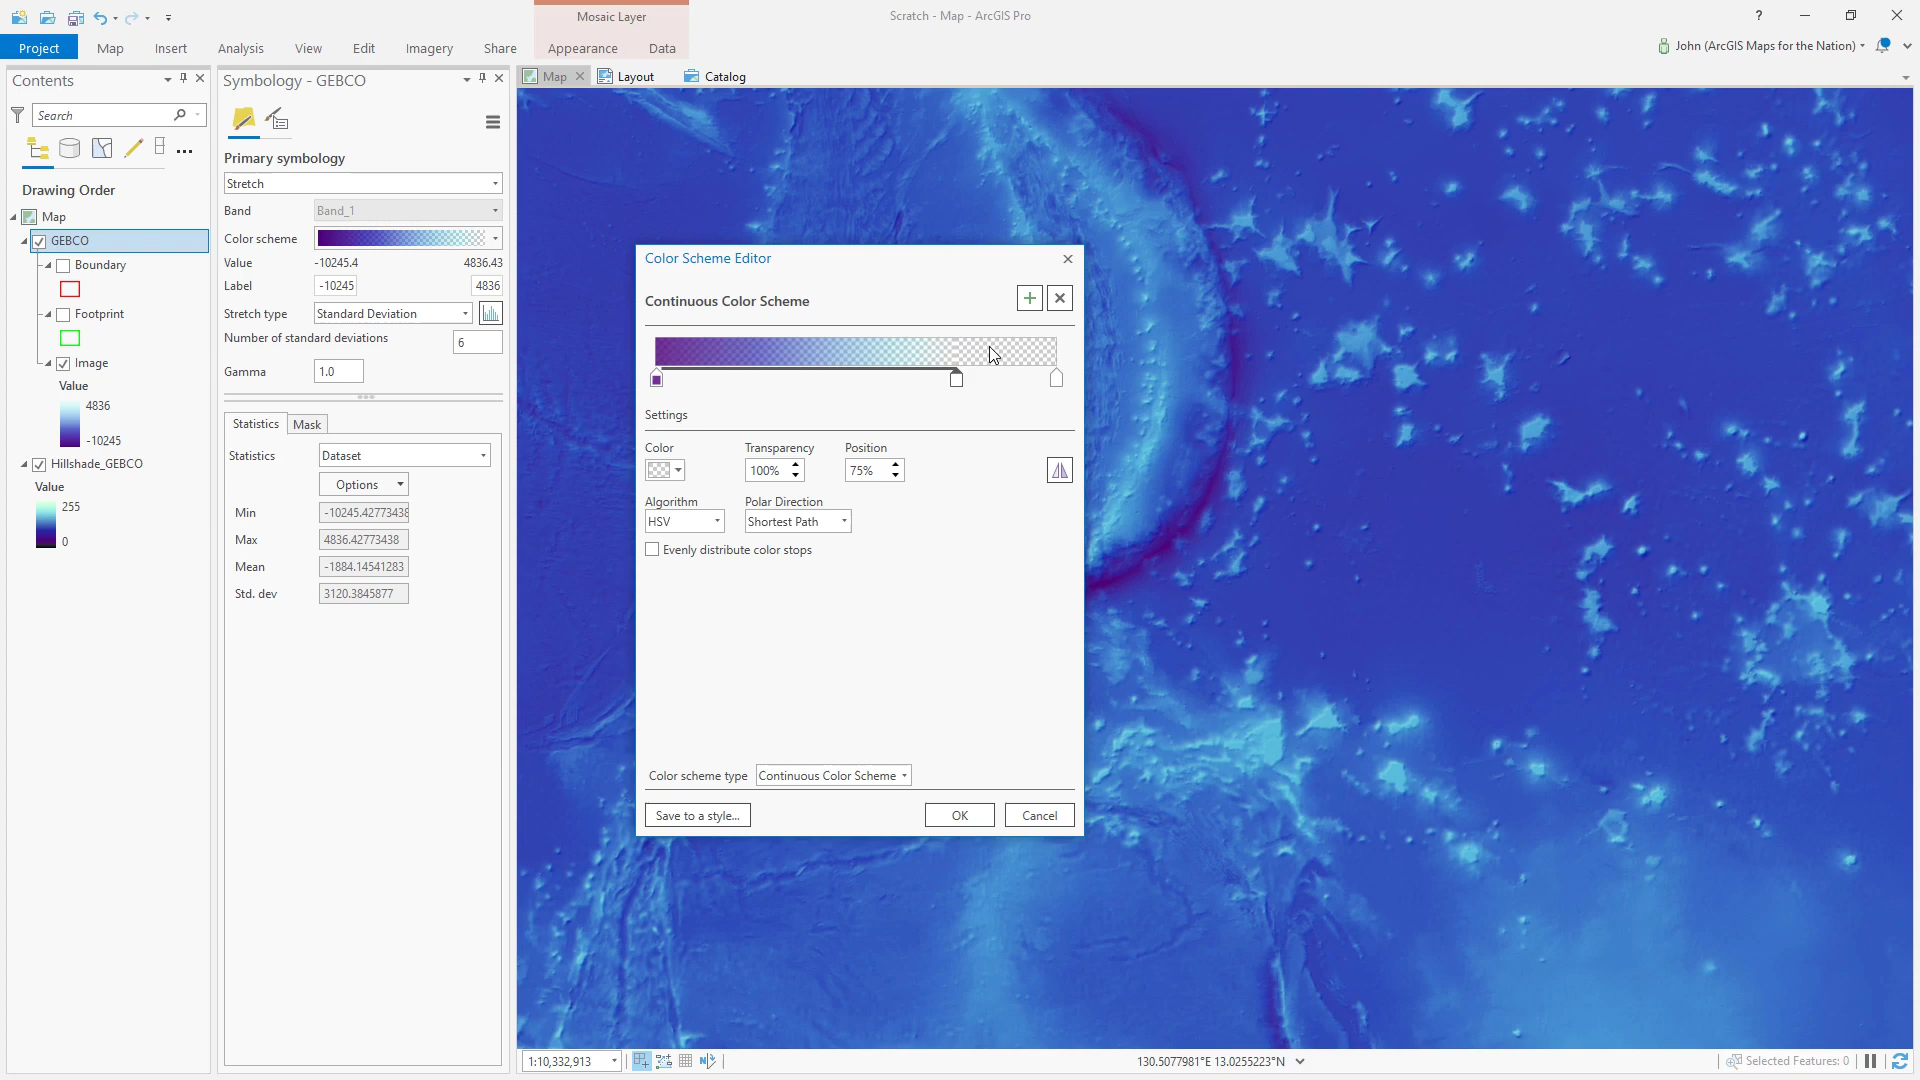 Mosaic Layer
Scratch - Map - ArcGIS Pro
?
Project
Map
Insert
Analysis
View
Edit
Imagery
Share
Appearance
Data
John (ArcGIS Maps for the Nation)
Contents
Search
Drawing Order
Map
GEBCO
Boundary
Footprint
Image
Value
4836
-10245
Hillshade_GEBCO
Value
255
0
Symbology - GEBCO
Primary symbology
Stretch
Band
Band_1
Color scheme
Value
-10245.4
4836.43
Label
-10245
4836
Stretch type
Standard Deviation
Number of standard deviations
6
Gamma
1.0
Statistics
Mask
Statistics
Dataset
Options
Min
-10245.42773438
Max
4836.42773438
Mean
-1884.14541283
Std. dev
3120.3845877
Map
Layout
Catalog
Color Scheme Editor
Continuous Color Scheme
Settings
Color
Transparency
Position
100%
75%
Algorithm
Polar Direction
HSV
Shortest Path
Evenly distribute color stops
Color scheme type
Continuous Color Scheme
Save to a style...
OK
Cancel
1:10,332,913
130.5077981°E 13.0255223°N
Selected Features: 0